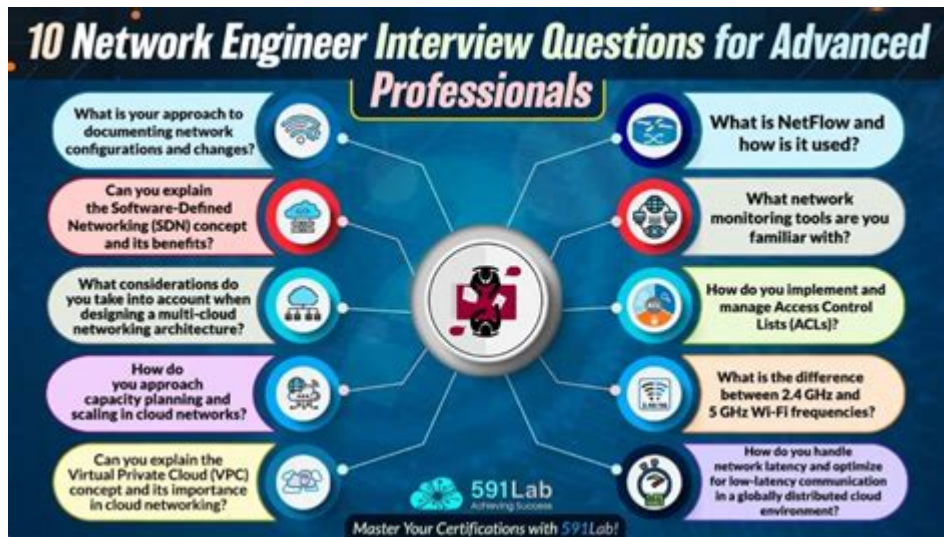 10 Network Engineer Interview Questions for Advanced
Professionals
What is your approach to
documenting network
configurations and changes?
Can you explain
the Software-Defined
Networking (SDN) concept
and its benefits?
What considerations do
you take into account when
designing a multi-cloud
networking architecture?
How do
you approach
capacity planning and
scaling in cloud networks?
Can you explain the
Virtual Private Cloud (VPC)
concept and its importance
in cloud networking?
What is NetFlow and
how is it used?
What network
monitoring tools are you
familiar with?
How do you implement and
manage Access Control
Lists (ACLs)?
What is the difference
between 2.4 GHz and
5 GHz Wi-Fi frequencies?
How do you handle
network latency and optimize
for low-latency communication
in a globally distributed cloud
environment?
591Lab
Achieving Success
Master Your Certifications with 591Lab!